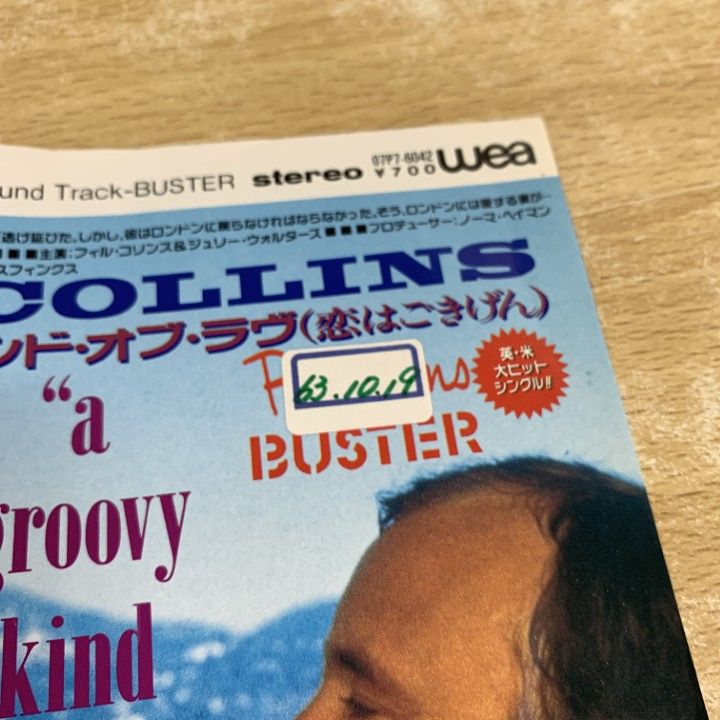 und Track-BUSTER stereo 07P7-6042 wea
¥700
逃げ延びた。しかし、彼はロンドンに戻らなければならなかった。そう、ロンドンには愛する妻が…
■■主演:フィル・コリンズ&ジュリー・ウォルターズ■■■プロデューサー:ノーマ・ヘイマン
スフィンクス
COLLINS
ンド・オブ・ラヴ(恋はごきげん)
63.10.19
ns
英・米
大ヒット
シングル!!
BUSTER
"a
groovy
kind